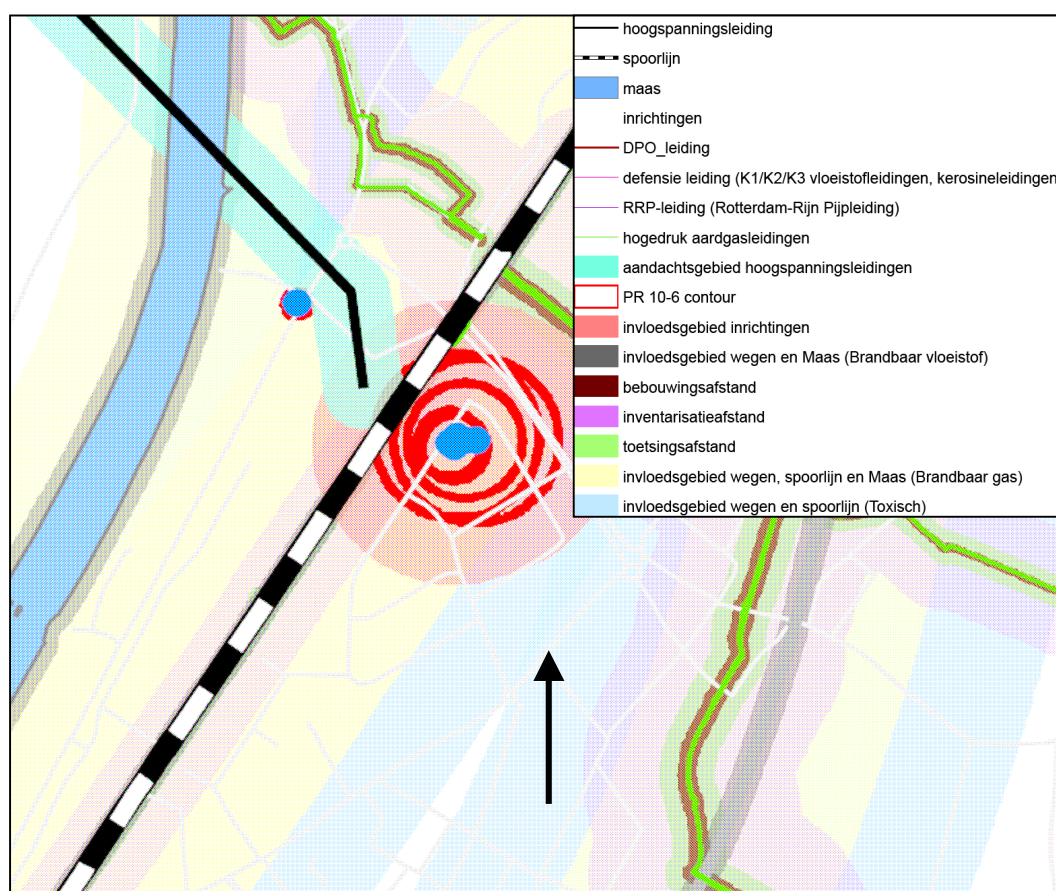 hoogspanningsleiding
spoorlijn
maas
inrichtingen
DPO_leiding
defensie leiding (K1/K2/K3 vloeistofleidingen, kerosineleidingen
RRP-leiding (Rotterdam-Rijn Pijpleiding)
hogedruk aardgasleidingen
aandachtsgebied hoogspanningsleidingen
PR 10-6 contour
invloedsgebied inrichtingen
invloedsgebied wegen en Maas (Brandbaar vloeistof)
bebouwingsafstand
inventarisatieafstand
toetsingsafstand
invloedsgebied wegen, spoorlijn en Maas (Brandbaar gas)
invloedsgebied wegen en spoorlijn (Toxisch)